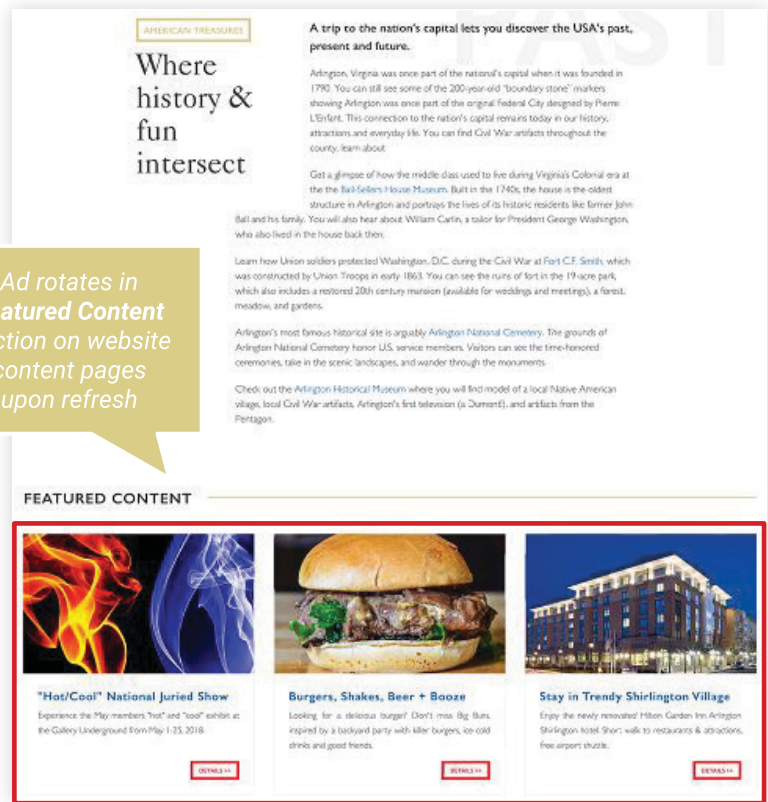 AMERICAN TREASURES
Where
history &
fun
intersect
PAST
A trip to the nation's capital lets you discover the USA's past,
present and future.
Arlington, Virginia was once part of the national's capital when it was founded in
1790. You can still see some of the 200-year-old "boundary stone" markers
showing Arlington was once part of the original Federal City designed by Pierre
L'Enfant. This connection to the nation's capital remains today in our history,
attractions and everyday life. You can find Civil War artifacts throughout the
county, learn about
Get a glimpse of how the middle class used to live during Virginia's Colonial era at
the the Ball-Sellers House Museum. Built in the 1740s, the house is the oldest
structure in Arlington and portrays the lives of its historic residents like farmer John
Ball and his family. You will also hear about William Carlin, a tailor for President George Washington,
who also lived in the house back then.
Learn how Union soldiers protected Washington, D.C. during the Civil War at Fort C.F. Smith, which
was constructed by Union Troops in early 1863. You can see the ruins of fort in the 19-acre park,
which also includes a restored 20th century mansion (available for weddings and meetings), a forest,
meadow, and gardens.
Arlington's most famous historical site is arguably Arlington National Cemetery. The grounds of
Arlington National Cemetery honor U.S. service members. Visitors can see the time-honored
ceremonies, take in the scenic landscapes, and wander through the monuments.
Check out the Arlington Historical Museum where you will find model of a local Native American
village, local Civil War artifacts, Arlington's first television (a Dumont!), and artifacts from the
Pentagon.
Ad rotates in
atured Content
ction on website
content pages
upon refresh
FEATURED CONTENT
"Hot/Cool" National Juried Show
Experience the May members "hot" and "cool" exhibit at
the Gallery Underground from May 1-25, 2018.
DETAILS >>
Burgers, Shakes, Beer + Booze
Looking for a delicious burger? Don't miss Big Buns,
inspired by a backyard party with killer burgers, ice cold
drinks and good friends.
DETAILS >>
Stay in Trendy Shirlington Village
Enjoy the newly renovated Hilton Garden Inn Arlington
Shirlington hotel. Short walk to restaurants & attractions,
free airport shuttle.
DETAILS >>